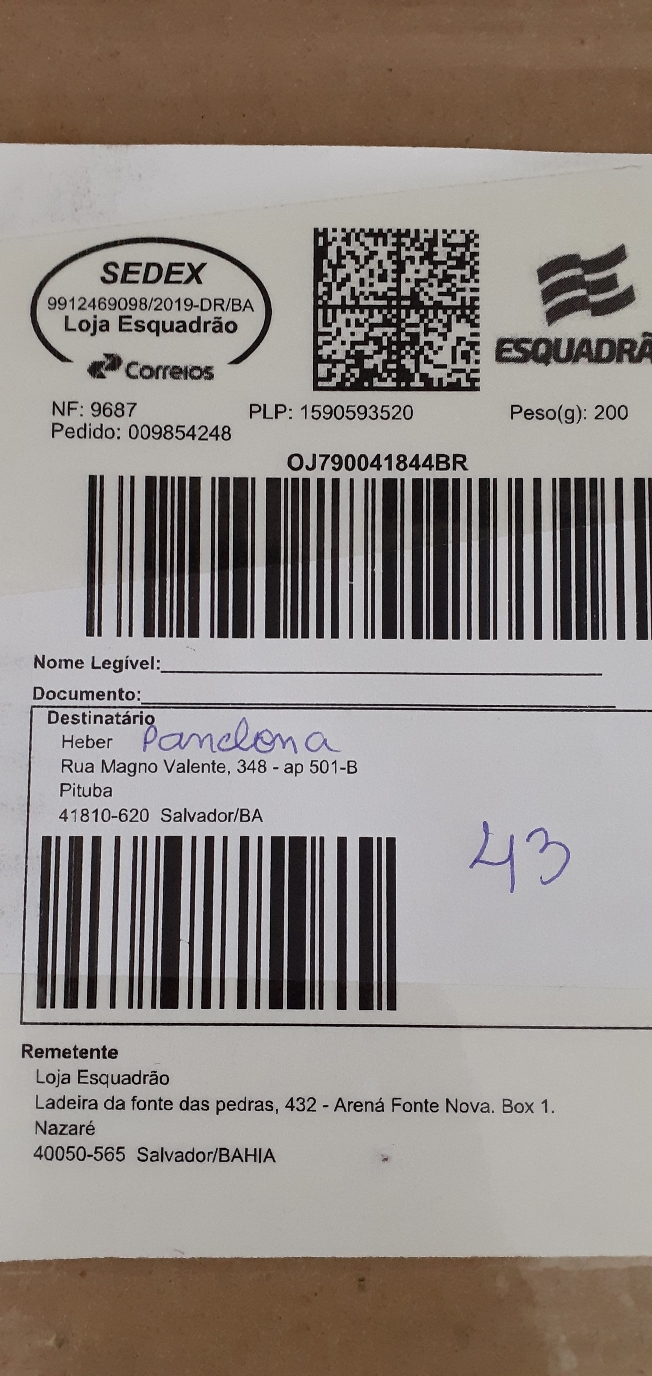 SEDEX
9912469098/2019-DR/BA
Loja Esquadrão
Correios
ESQUADRÃ
NF: 9687 PLP: 1590593520 Peso(g): 200
Pedido: 009854248
OJ790041844BR
Nome Legível:
Documento:
Destinatário
Heber Pandona
Rua Magno Valente, 348 - ap 501-B
Pituba
41810-620 Salvador/BA
43
Remetente
Loja Esquadrão
Ladeira da fonte das pedras, 432 - Arená Fonte Nova. Box 1.
Nazaré
40050-565 Salvador/BAHIA